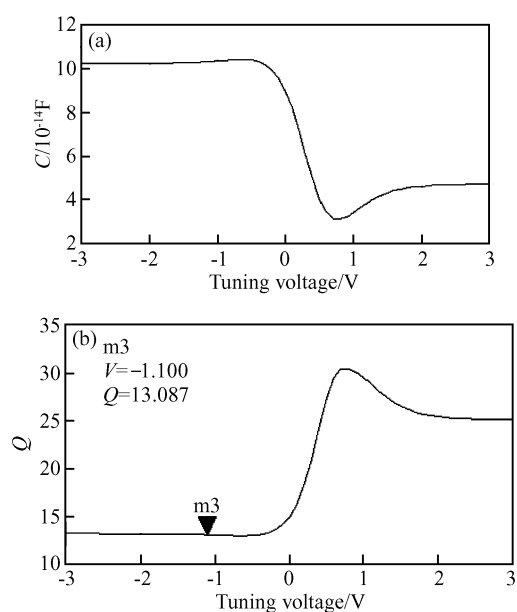 (a)
12
10
8
6
4
2
C/10⁻¹⁴F
-3 -2 -1 0 1 2 3
Tuning voltage/V
(b)
m3
V=−1.100
Q=13.087
35
30
25
20
15
10
Q
m3
-3 -2 -1 0 1 2 3
Tuning voltage/V